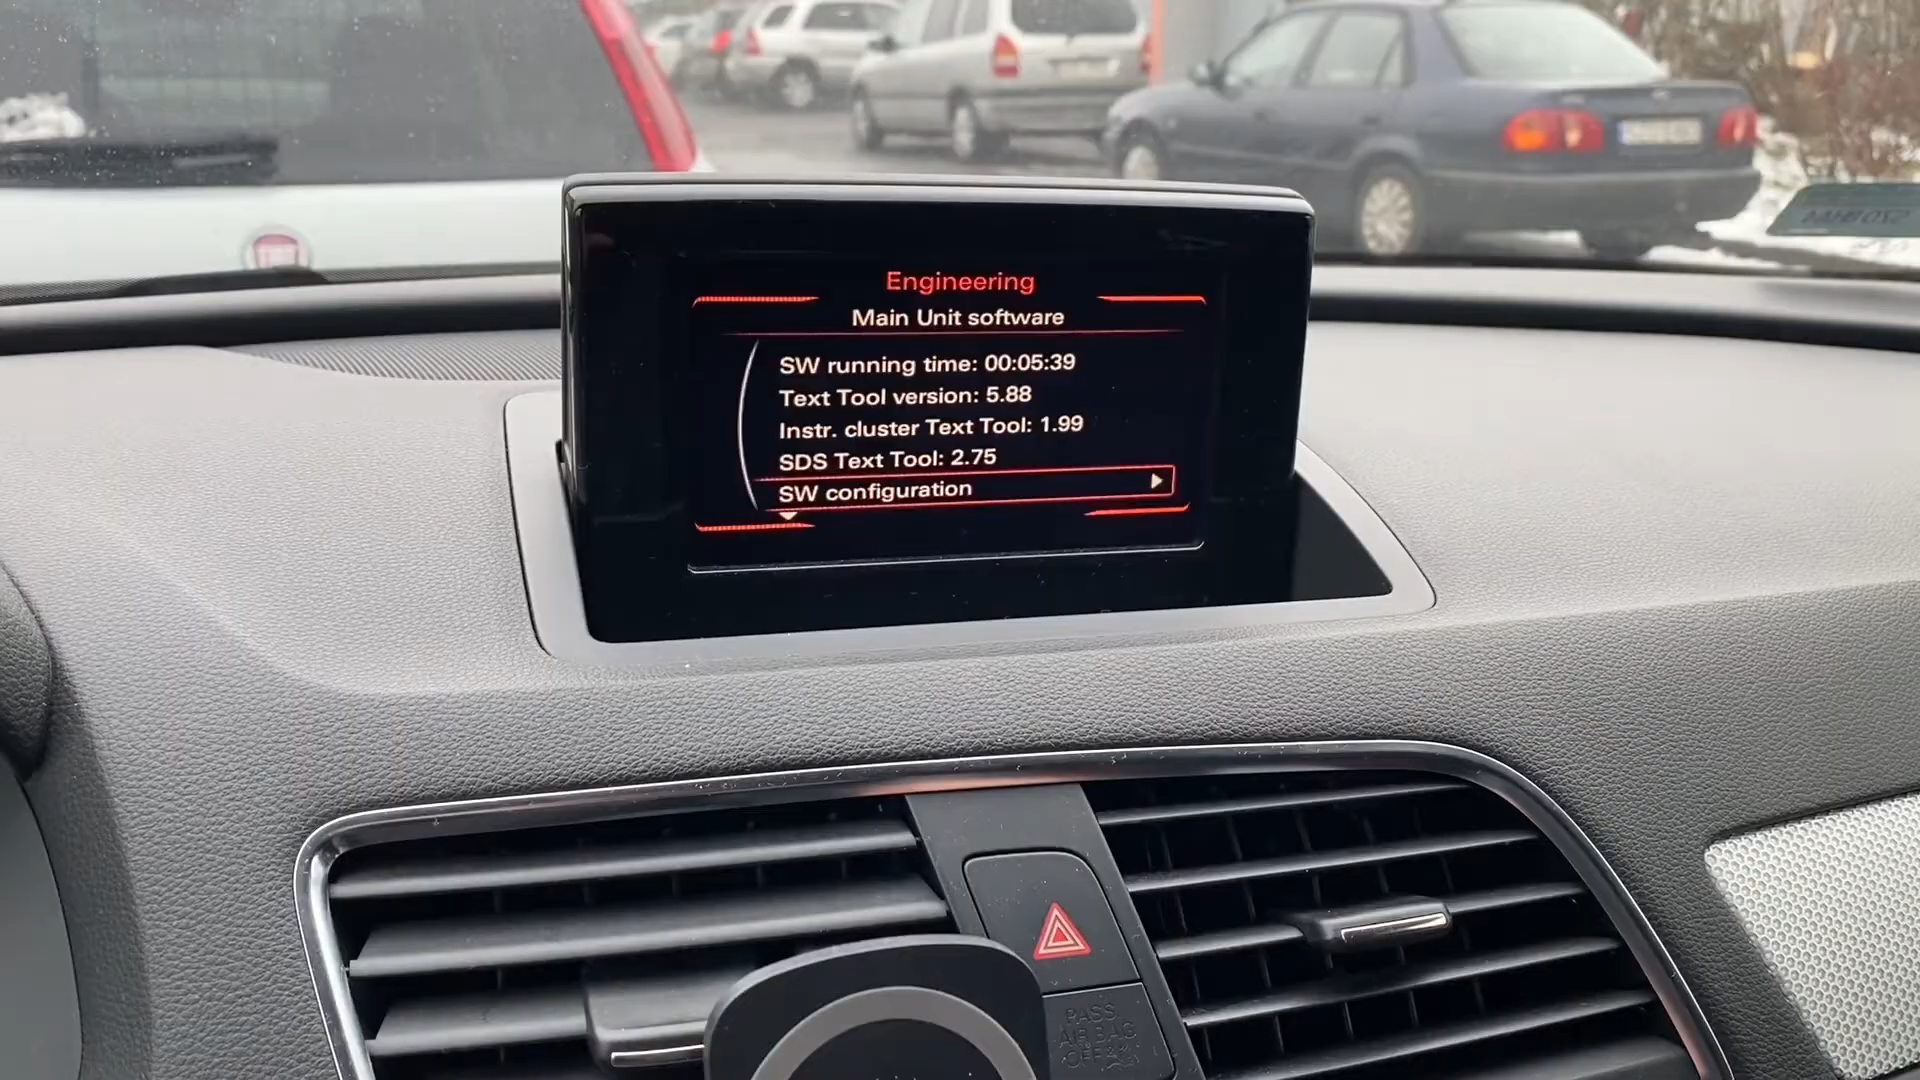 Engineering
Main Unit software
SW running time: 00:05:39
Text Tool version: 5.88
Instr. cluster Text Tool: 1.99
SDS Text Tool: 2.75
SW configuration
PASS
AIR BAG
OFF